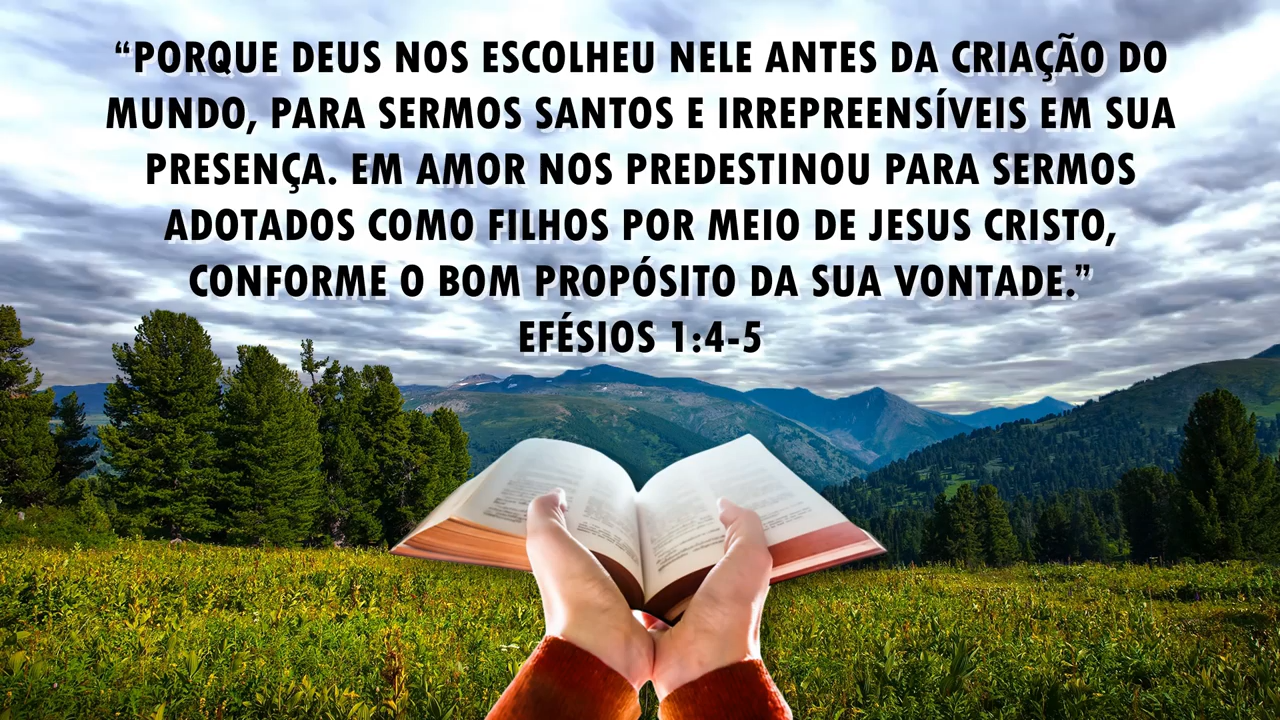 “PORQUE DEUS NOS ESCOLHEU NELE ANTES DA CRIAÇÃO DO
MUNDO, PARA SERMOS SANTOS E IRREPREENSÍVEIS EM SUA
PRESENÇA. EM AMOR NOS PREDESTINOU PARA SERMOS
ADOTADOS COMO FILHOS POR MEIO DE JESUS CRISTO,
CONFORME O BOM PROPÓSITO DA SUA VONTADE.”
EFÉSIOS 1:4-5